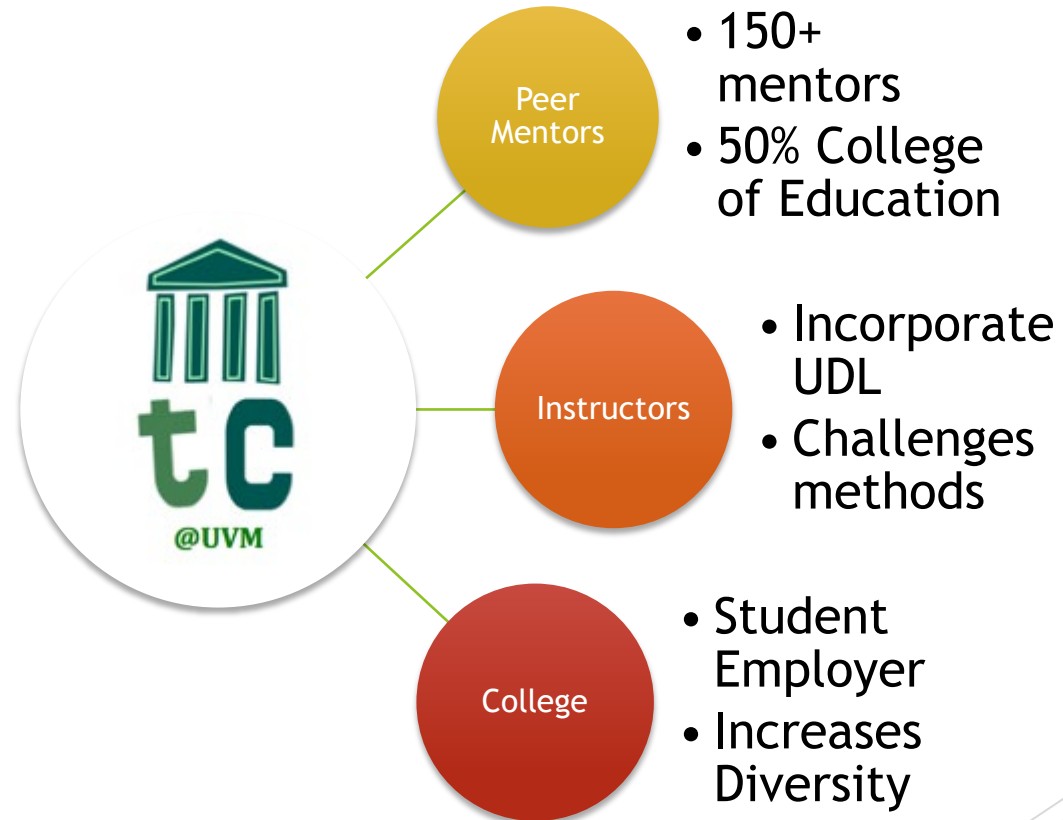 Peer
Mentors
• 150+
mentors
• 50% College
of Education
tc
@UVM
Instructors
• Incorporate
UDL
• Challenges
methods
College
• Student
Employer
• Increases
Diversity